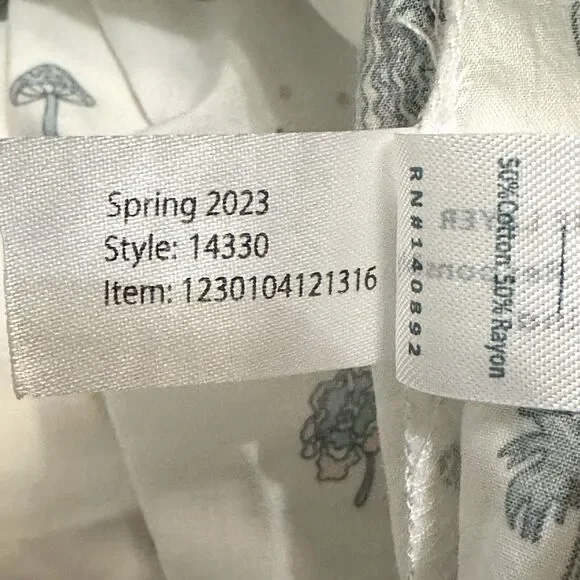 Spring 2023
Style: 14330
Item: 1230104121316
RN#140892
50% Cotton 50% Rayon